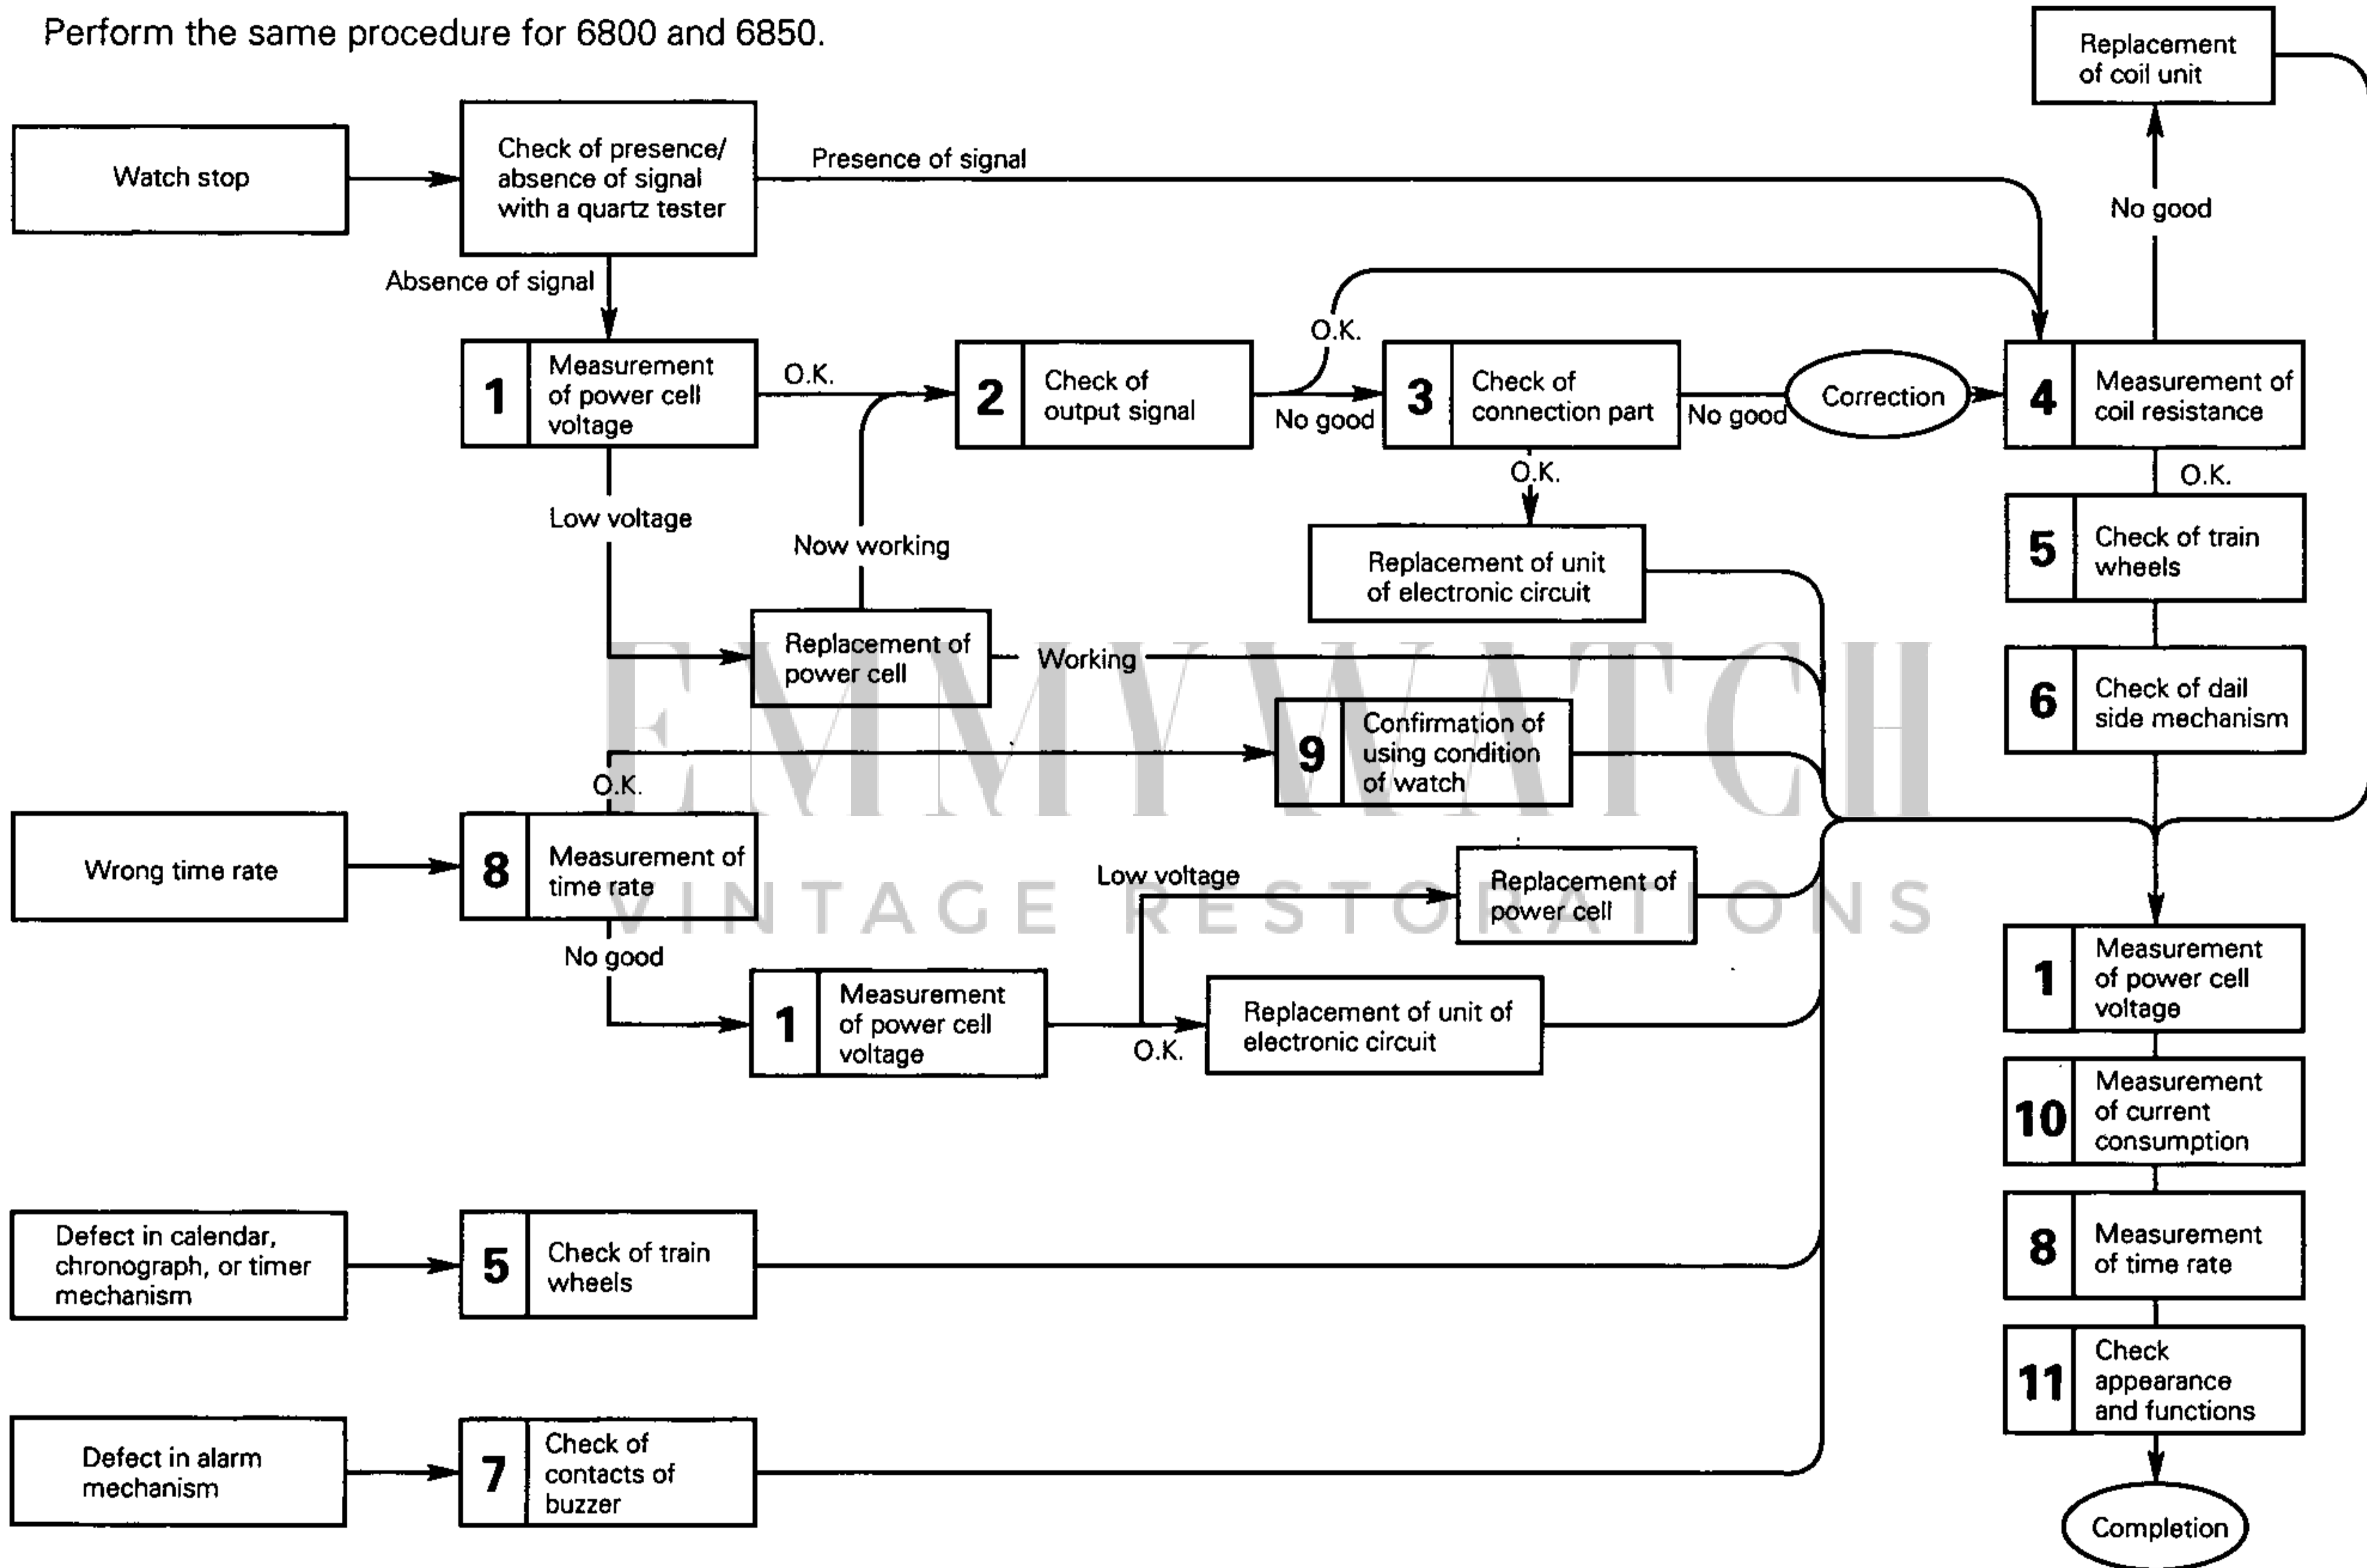 Perform the same procedure for 6800 and 6850.
Replacement
of coil unit
Watch stop
Check of presence/
absence of signal
with a quartz tester
Presence of signal
No good
Absence of signal
1
Measurement
of power cell
voltage
O.K.
2
Check of
output signal
O.K.
No good
3
Check of
connection part
No good
Correction
4
Measurement of
coil resistance
O.K.
O.K.
Low voltage
Now working
Replacement of unit
of electronic circuit
5
Check of train
wheels
Replacement of
power cell
Working
6
Check of dail
side mechanism
EMMYWATCH
VINTAGE RESTORATIONS
9
Confirmation of
using condition
of watch
O.K.
Wrong time rate
8
Measurement of
time rate
No good
1
Measurement
of power cell
voltage
Low voltage
Replacement of
power cell
O.K.
Replacement of unit of
electronic circuit
1
Measurement
of power cell
voltage
10
Measurement
of current
consumption
Defect in calendar,
chronograph, or timer
mechanism
5
Check of train
wheels
8
Measurement
of time rate
11
Check
appearance
and functions
Defect in alarm
mechanism
7
Check of
contacts of
buzzer
Completion